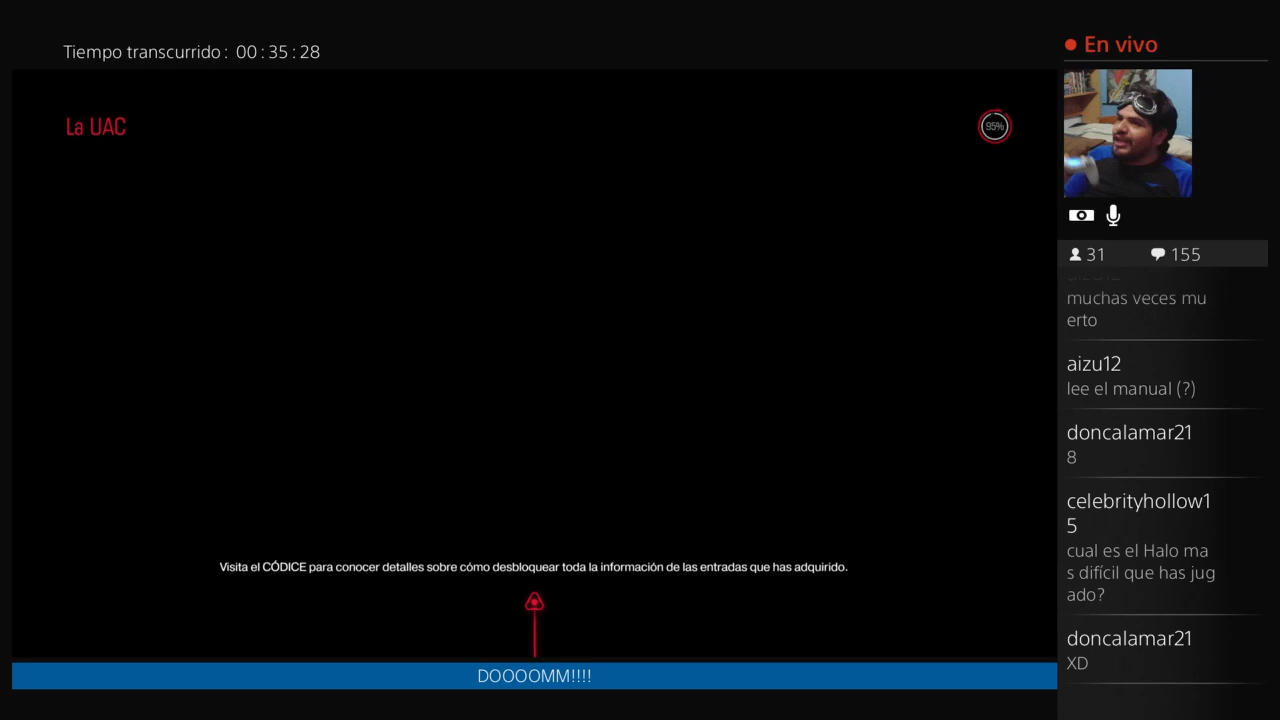 Tiempo transcurrido : 00 : 35 : 28
En vivo
La UAC
95%
31 155
muchas veces mu
erto
aizu12
lee el manual (?)
doncalamar21
8
celebrityhollow1
5
cual es el Halo ma
s difícil que has jug
ado?
doncalamar21
XD
Visita el CÓDICE para conocer detalles sobre cómo desbloquear toda la información de las entradas que has adquirido.
DOOOOMM!!!!